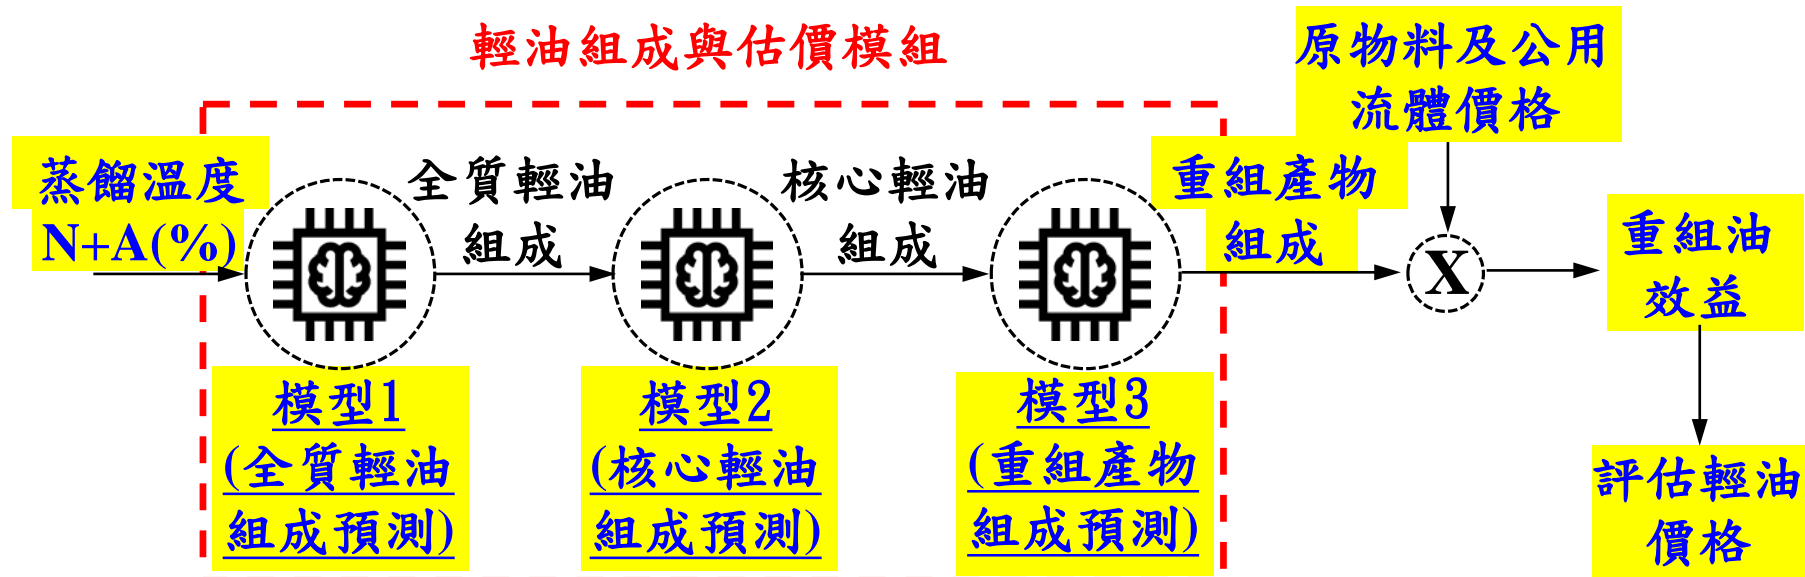 輕油組成與估價模組
原物料及公用
流體價格
蒸餾溫度
N+A(%)
全質輕油
組成
核心輕油
組成
重組產物
組成
X
重組油
效益
模型1
(全質輕油
組成預測)
模型2
(核心輕油
組成預測)
模型3
(重組產物
組成預測)
評估輕油
價格